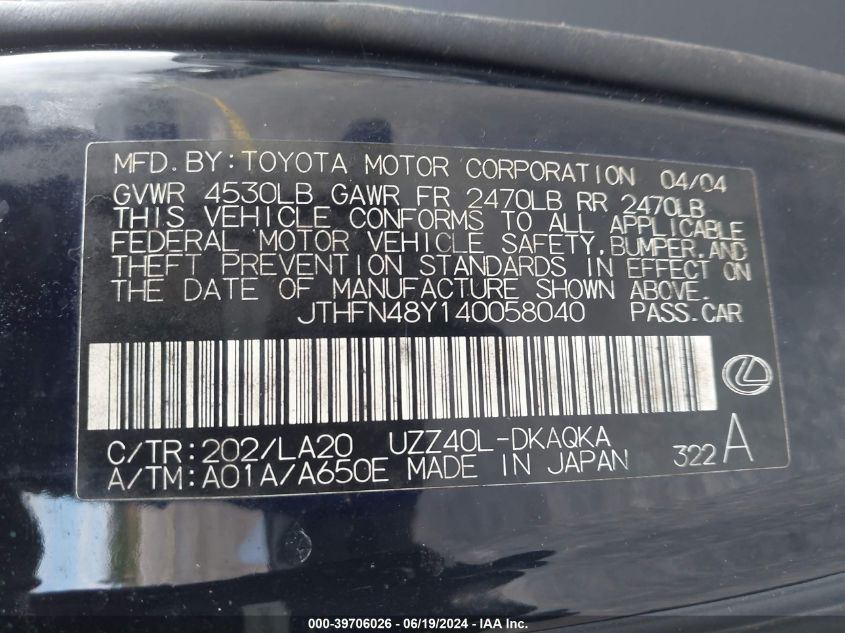 MFD. BY: TOYOTA MOTOR CORPORATION 04/04
GVWR 4530LB GAWR FR 2470LB RR 2470LB
THIS VEHICLE CONFORMS TO ALL APPLICABLE
FEDERAL MOTOR VEHICLE SAFETY, BUMPER, AND
THEFT PREVENTION STANDARDS IN EFFECT ON
THE DATE OF MANUFACTURE SHOWN ABOVE.
JTHFN48Y140058040 PASS. CAR
C/TR: 202/LA20 UZZ40L-DKAQKA
A/TM: A01A/A650E MADE IN JAPAN 322 A
000-39706026 - 06/19/2024 - IAA Inc.